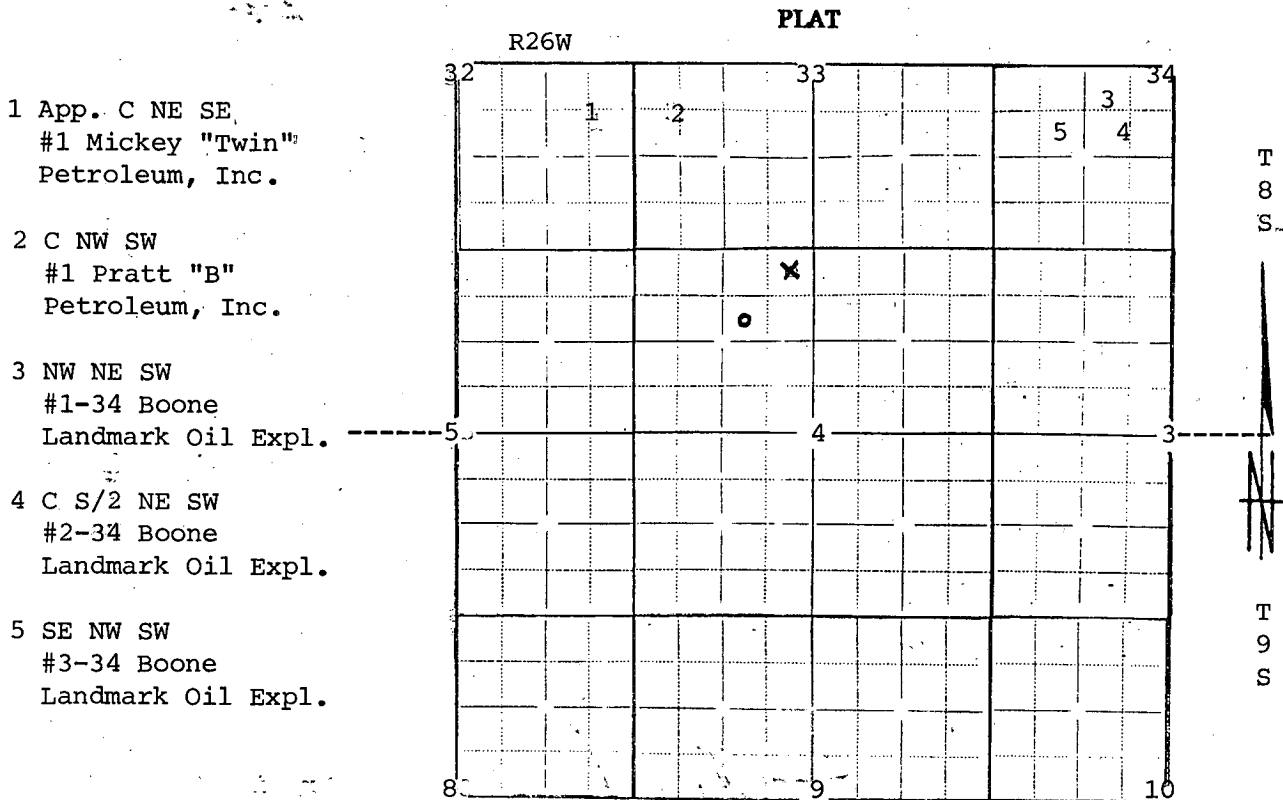 PLAT
R26W
32 33 34
1 2 3
5 4
1 App. C NE SE
#1 Mickey "Twin"
Petroleum, Inc.
2 C NW SW
#1 Pratt "B"
Petroleum, Inc.
3 NW NE SW
#1-34 Boone
Landmark Oil Expl.
4 C S/2 NE SW
#2-34 Boone
Landmark Oil Expl.
5 SE NW SW
#3-34 Boone
Landmark Oil Expl.
5 4 3
8 9 10
T
8
S
N
T
9
S